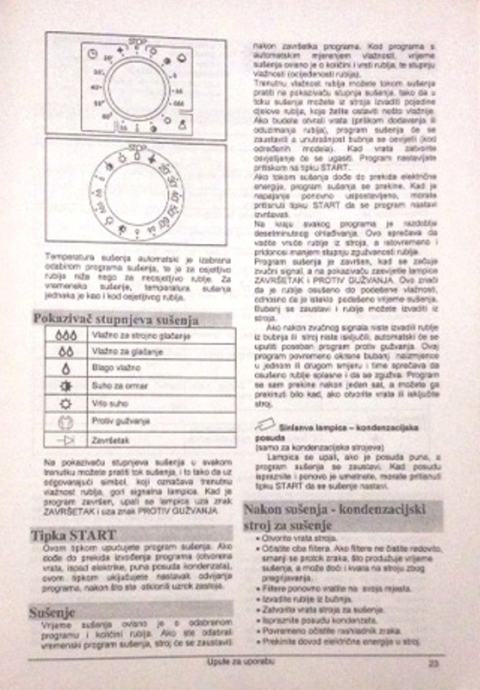 STOP
STOP
Temperatura sušenja automatski je izabrana
odabirom programa sušenja, te je za osjetljivo
rublje niža nego za neosjetljivo rublje. Za
vremensko sušenje, temperatura sušenja
jednaka je kao i kod osjetljivog rublja.
Pokazivač stupnjeva sušenja
Vlažno za strojno glačanje
Vlažno za glačanje
Blago vlažno
Suho za ormar
Vrlo suho
Protiv gužvanja
Završetak
Na pokazivaču stupnjeva sušenja u svakom
trenutku možete pratiti tok sušenja, i to tako da uz
odgovarajući simbol, koji označava trenutnu
vlažnost rublja, gori signalna lampica. Kad je
program završen, upali se lampica uza znak
ZAVRŠETAK i uza znak PROTIV GUŽVANJA.
Tipka START
Ovom tipkom upućujete program sušenja. Ako
dođe do prekida izvođenja programa (otvorena
vrata, ispad elektrike, puna posuda kondenzata),
ovom tipkom uključujete nastavak odvijanja
programa, nakon što ste otklonili uzrok zastoja.
Sušenje
Vrijeme sušenja ovisno je o odabranom
programu i količini rublja. Ako ste odabrali
vremenski program sušenja, stroj će se zaustaviti
nakon završetka programa. Kod programa s
automatskim mjerenjem vlažnosti, vrijeme
sušenja ovisno je o količini i vrsti rublja, te stupnju
vlažnosti (ocijeđenosti rublja).
Trenutnu vlažnost rublja možete tokom sušenja
pratiti na pokazivaču stupnja sušenja, tako da u
toku sušenja možete iz stroja izvaditi pojedine
djelove rublja, koje želite ostaviti nešto vlažnije.
Ako budete otvrali vrata (prilikom dodavanja ili
oduzimanja rublja), program sušenja će se
zaustaviti a unutrašnjost bubnja se osvijetli (kod
određenih modela). Kad vrata zatvorite
osvjetljenje će se ugasiti. Program nastavljate
pritiskom na tipku START.
Ako tokom sušenja dođe do prekida električne
energije, program sušenja se prekine. Kad je
napajanje ponovno uspostavljeno, morate
pritisnuti tipku START da se program nastavi
izvršavati.
Na kraju svakog programa je razdoblje
desetminutnog ohlađivanja. Ovo sprečava da
vadite vruće rublje iz stroja, a istovremeno i
pridonosi manjem stupnju zgužvanosti rublja.
Program sušenja je završen, kad se začuje
zvučni signal, a na pokazivaču zasvijetle lampice
ZAVRŠETAK i PROTIV GUŽVANJA. Ovo znači
da je rublje osušeno do podešene vlažnosti,
odnosno da je isteklo podešeno vrijeme sušenja.
Bubanj se zaustavi i rublje možete izvaditi iz
stroja.
Ako nakon zvučnog signala niste izvadili rublje
iz bubnja ili stroj niste isključili, automatski će se
uputiti poseban program protiv gužvanja. Ovaj
program povremeno okrene bubanj naizmjence
u jednom ili drugom smjeru i time sprečava da
osušeno rublje splasne i da se zgužva. Program
se sam prekine nakon jedan sat, a možete ga
prekinuti bilo kad, ako otvorite vrata ili isključite
stroj.
lampica – kondenzacijska
posuda
(samo za kondenzacijska strojeva)
Lampica se upali, ako je posuda puna, a
program sušenja se zaustavi. Kad posudu
ispraznite i ponovo je umetnete, morate pritisnuti
tipku START da se sušenje nastavi.
Nakon sušenja - kondenzacijski
stroj za sušenje
• Otvorite vrata stroja.
• Očistite oba filtera. Ako filtere ne čistite redovito,
smanji se protok zraka, što produžuje vrijeme
sušenja, a može doći i kvara na stroju zbog
pregrijavanja.
• Filtere ponovno vratite na svoja mjesta.
• Izvadite rublje iz bubnja.
• Zatvorite vrata stroja za sušenje.
• Ispraznite posudu kondenzata.
• Povremeno očistite rashladnik zraka.
• Prekinite dovod električne energije do stroja.
Upute za uporabu
23